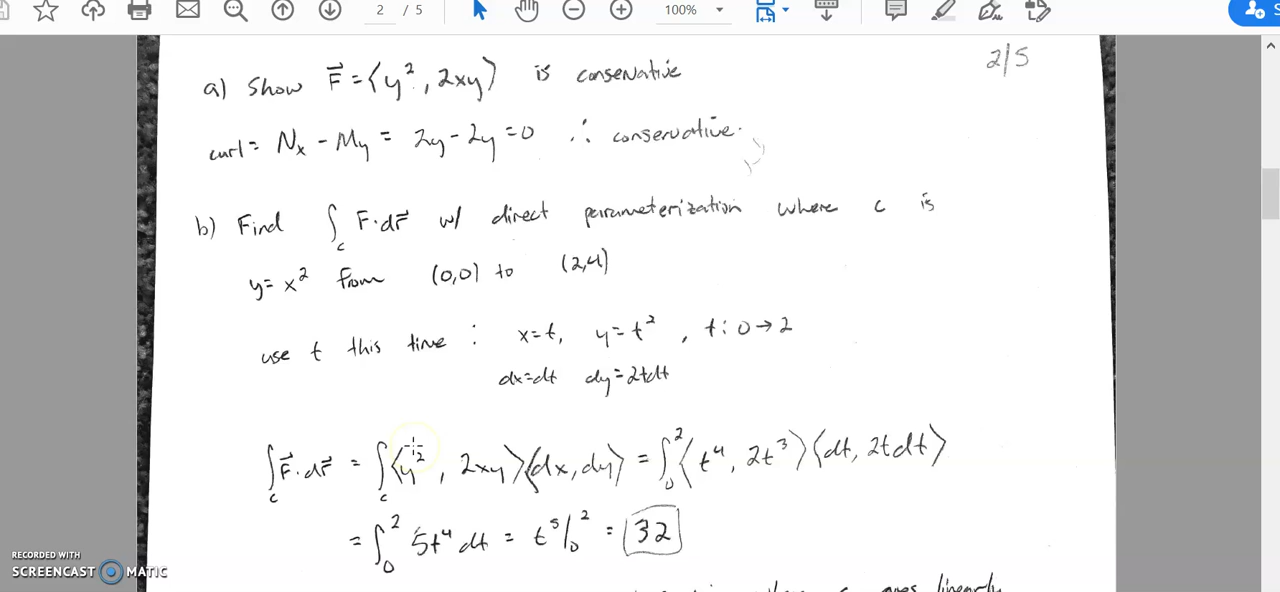 2 / 5
100%
S
2/5
a) Show F⃗ = ⟨y², 2xy⟩ is conservative
curl = Nx - My = 2y - 2y = 0 ∴ conservative.
b) Find ∫c F·dr⃗ w/ direct parameterization where c is
y = x² from (0,0) to (2,4)
use t this time : x=t, y=t², t: 0→2
dx=dt dy=2tdt
∫c F⃗·dr⃗ = ∫c ⟨y², 2xy⟩⟨dx, dy⟩ = ∫₀² ⟨t⁴, 2t³⟩⟨dt, 2tdt⟩
= ∫₀² 5t⁴ dt = t⁵|₀² = 32
RECORDED WITH
SCREENCAST MATIC
c goes linearly